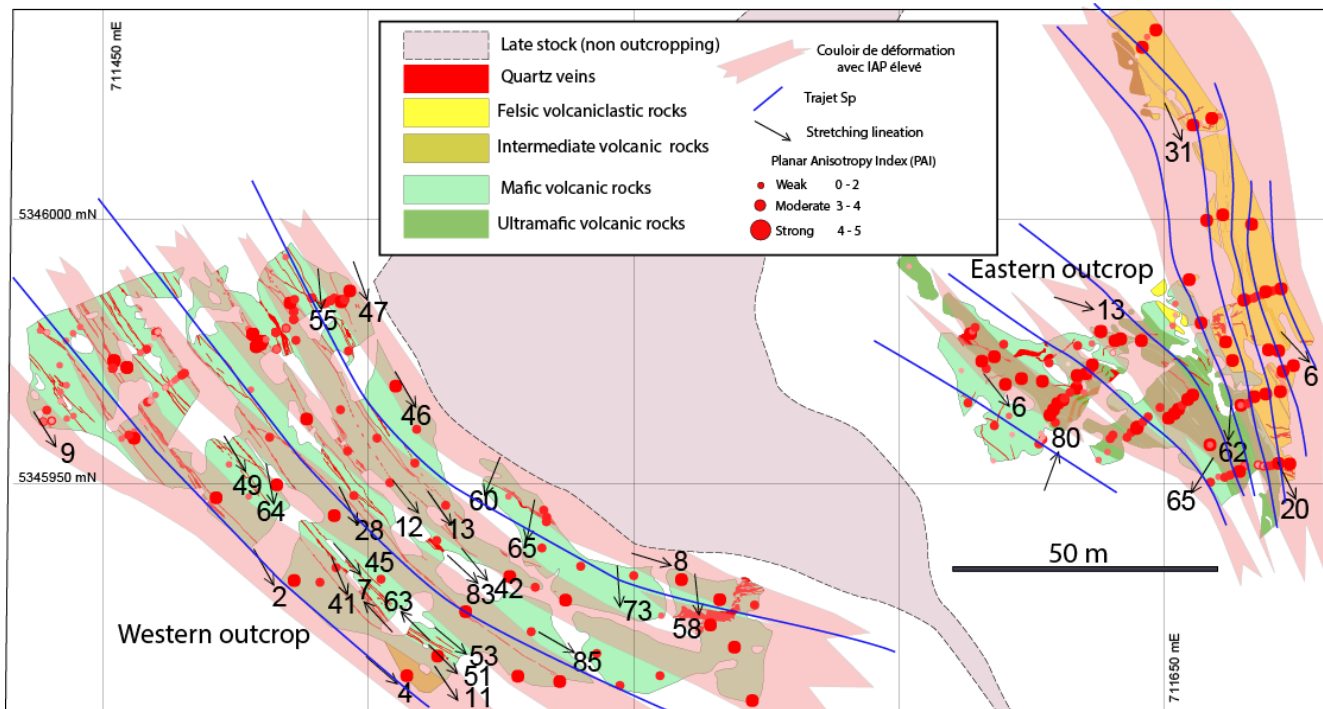 711450 mE
Late stock (non outcropping)
Quartz veins
Felsic volcaniclastic rocks
Intermediate volcanic rocks
Mafic volcanic rocks
Ultramafic volcanic rocks
Couloir de déformation
avec IAP élevé
Trajet Sp
Stretching lineation
Planar Anisotropy Index (PAI)
Weak 0 - 2
Moderate 3 - 4
Strong 4 - 5
31
5346000 mN
Eastern outcrop
13
55
47
6
6
46
80
9
62
49
5345950 mN
64
60
65
20
28
12
13
65
50 m
45
8
7
83
42
2
41
63
73
58
Western outcrop
53
85
51
4
11
711650 mE